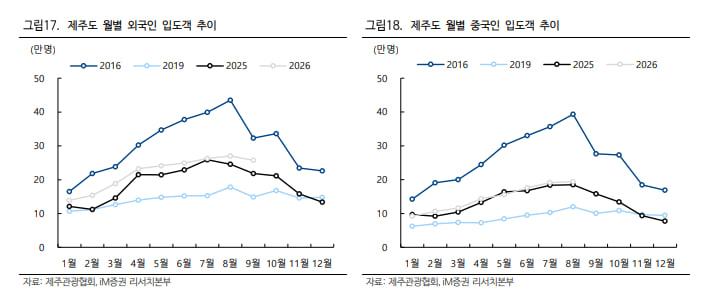 그림17. 제주도 월별 외국인 입도객 추이
(만명)
2016 2019 2025 2026
50
40
30
20
10
0
1월 2월 3월 4월 5월 6월 7월 8월 9월 10월 11월 12월
자료: 제주관광협회, iM증권 리서치본부
그림18. 제주도 월별 중국인 입도객 추이
(만명)
2016 2019 2025 2026
50
40
30
20
10
0
1월 2월 3월 4월 5월 6월 7월 8월 9월 10월 11월 12월
자료: 제주관광협회, iM증권 리서치본부